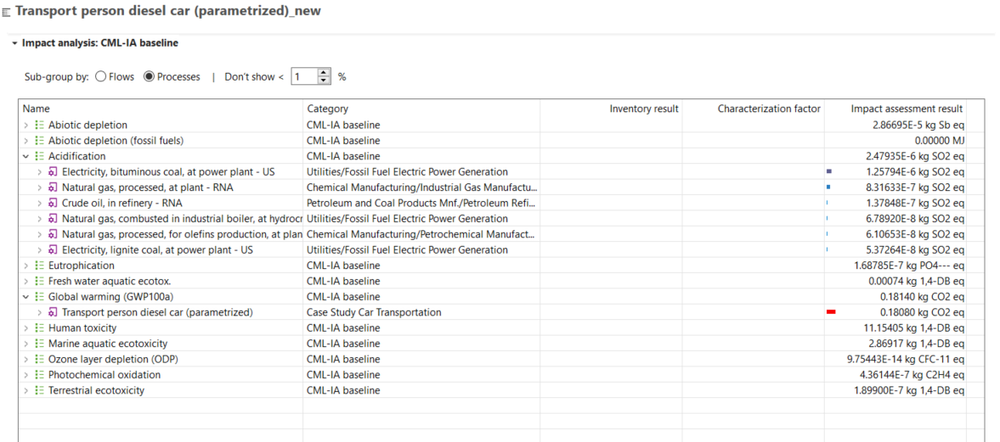 Transport person diesel car (parametrized)_new
Impact analysis: CML-IA baseline
Sub-group by: Flows Processes | Don't show < 1 %
Name Category Inventory result Characterization factor Impact assessment result
Abiotic depletion CML-IA baseline 2.86695E-5 kg Sb eq
Abiotic depletion (fossil fuels) CML-IA baseline 0.00000 MJ
Acidification CML-IA baseline 2.47935E-6 kg SO2 eq
Electricity, bituminous coal, at power plant - US Utilities/Fossil Fuel Electric Power Generation 1.25794E-6 kg SO2 eq
Natural gas, processed, at plant - RNA Chemical Manufacturing/Industrial Gas Manufactu... 8.31633E-7 kg SO2 eq
Crude oil, in refinery - RNA Petroleum and Coal Products Mnf./Petroleum Refi... 1.37848E-7 kg SO2 eq
Natural gas, combusted in industrial boiler, at hydrocr Utilities/Fossil Fuel Electric Power Generation 6.78920E-8 kg SO2 eq
Natural gas, processed, for olefins production, at plan Chemical Manufacturing/Petrochemical Manufact... 6.10653E-8 kg SO2 eq
Electricity, lignite coal, at power plant - US Utilities/Fossil Fuel Electric Power Generation 5.37264E-8 kg SO2 eq
Eutrophication CML-IA baseline 1.68785E-7 kg PO4--- eq
Fresh water aquatic ecotox. CML-IA baseline 0.00074 kg 1,4-DB eq
Global warming (GWP100a) CML-IA baseline 0.18140 kg CO2 eq
Transport person diesel car (parametrized) Case Study Car Transportation 0.18080 kg CO2 eq
Human toxicity CML-IA baseline 11.15405 kg 1,4-DB eq
Marine aquatic ecotoxicity CML-IA baseline 2.86917 kg 1,4-DB eq
Ozone layer depletion (ODP) CML-IA baseline 9.75443E-14 kg CFC-11 eq
Photochemical oxidation CML-IA baseline 4.36144E-7 kg C2H4 eq
Terrestrial ecotoxicity CML-IA baseline 1.89900E-7 kg 1,4-DB eq